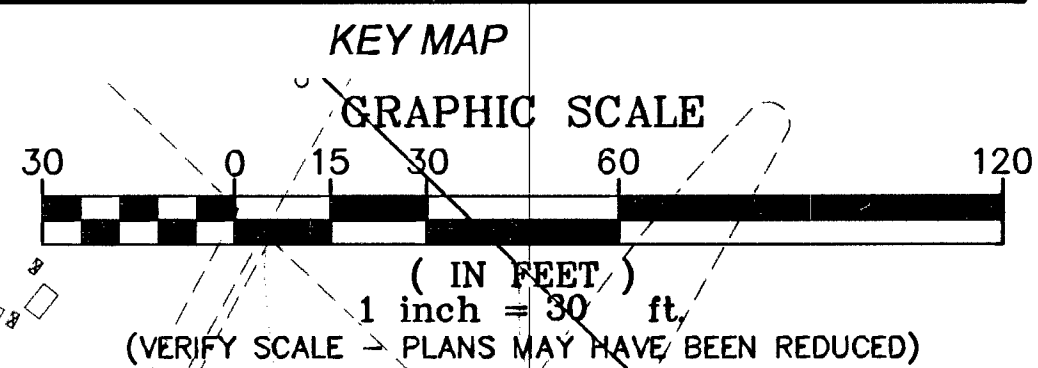 KEY MAP
GRAPHIC SCALE
30 0 15 30 60 120
( IN FEET )
1 inch = 30 ft.
(VERIFY SCALE – PLANS MAY HAVE BEEN REDUCED)